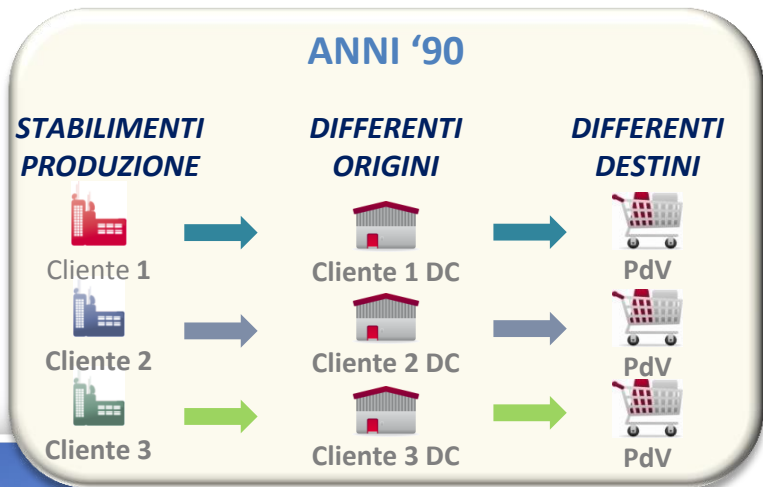 ANNI ‘90
STABILIMENTI PRODUZIONE
DIFFERENTI ORIGINI
DIFFERENTI DESTINI
Cliente 1
Cliente 1 DC
PdV
Cliente 2
Cliente 2 DC
PdV
Cliente 3
Cliente 3 DC
PdV